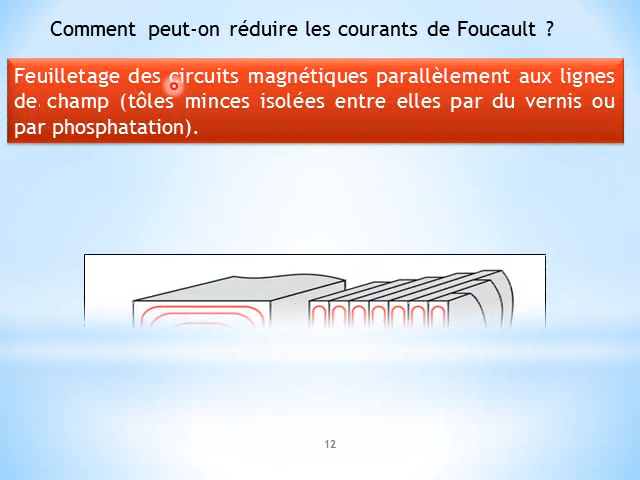 Comment peut-on réduire les courants de Foucault ?
Feuilletage des circuits magnétiques parallèlement aux lignes
de champ (tôles minces isolées entre elles par du vernis ou
par phosphatation).
12